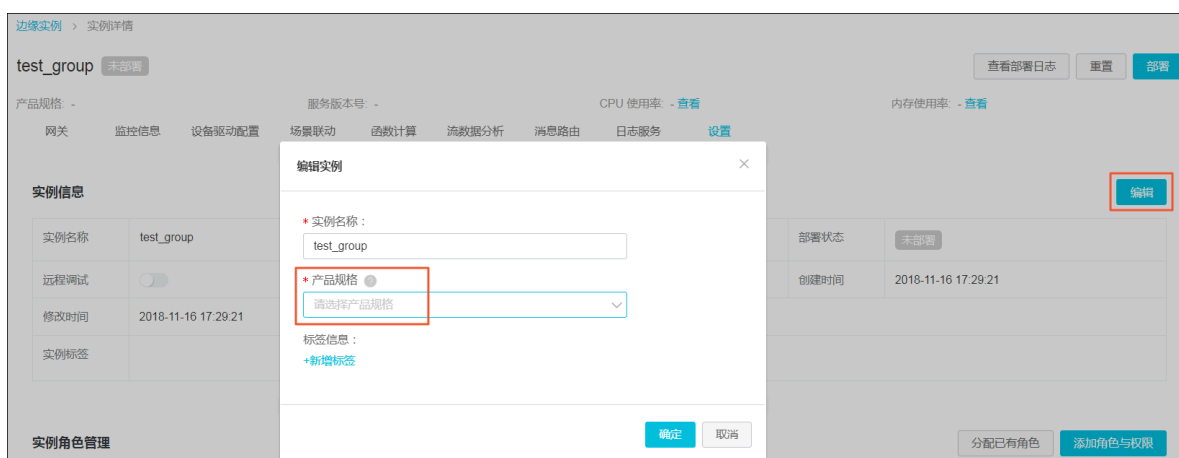 边缘实例 > 实例详情
test_group 未部署 查看部署日志 重置 部署
产品规格: - 服务版本号: - CPU 使用率: - 查看 内存使用率: - 查看
网关 监控信息 设备驱动配置 场景联动 函数计算 流数据分析 消息路由 日志服务 设置
编辑实例
实例信息 编辑
* 实例名称：
实例名称 test_group test_group 部署状态 未部署
* 产品规格
远程调试 创建时间 2018-11-16 17:29:21
请选择产品规格
修改时间 2018-11-16 17:29:21
标签信息：
实例标签 +新增标签
实例角色管理 确定 取消 分配已有角色 添加角色与权限